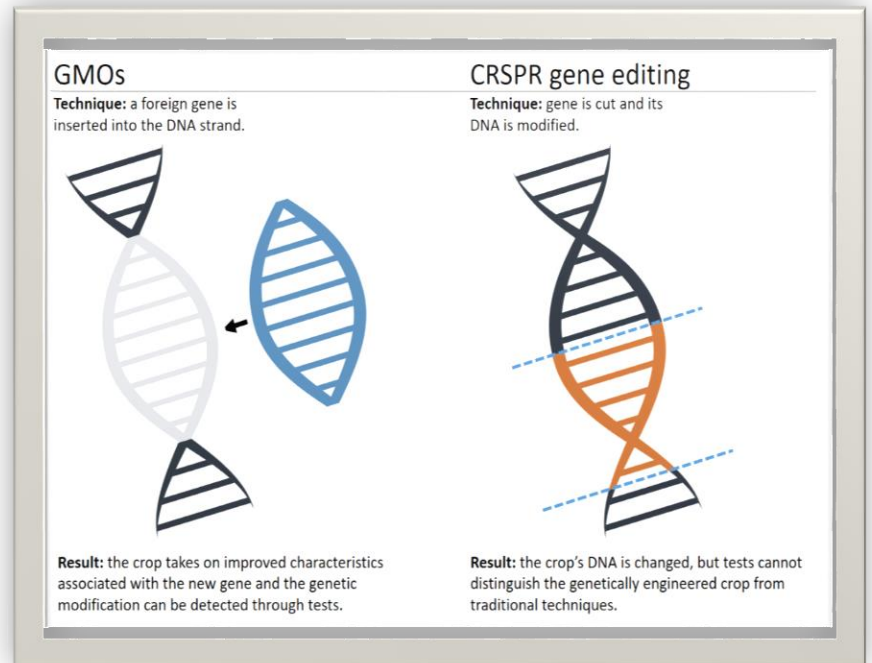 GMOs
Technique: a foreign gene is
inserted into the DNA strand.
Result: the crop takes on improved characteristics
associated with the new gene and the genetic
modification can be detected through tests.
CRSPR gene editing
Technique: gene is cut and its
DNA is modified.
Result: the crop's DNA is changed, but tests cannot
distinguish the genetically engineered crop from
traditional techniques.